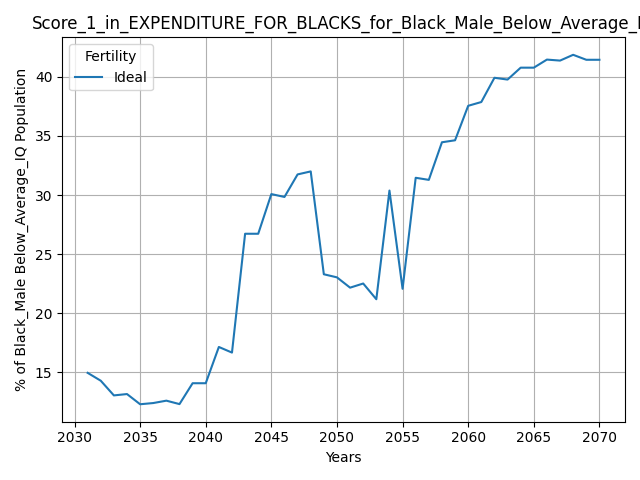 Score_1_in_EXPENDITURE_FOR_BLACKS_for_Black_Male_Below_Average_I
Fertility
Ideal
% of Black_Male Below_Average_IQ Population
40
35
30
25
20
15
2030 2035 2040 2045 2050 2055 2060 2065 2070
Years